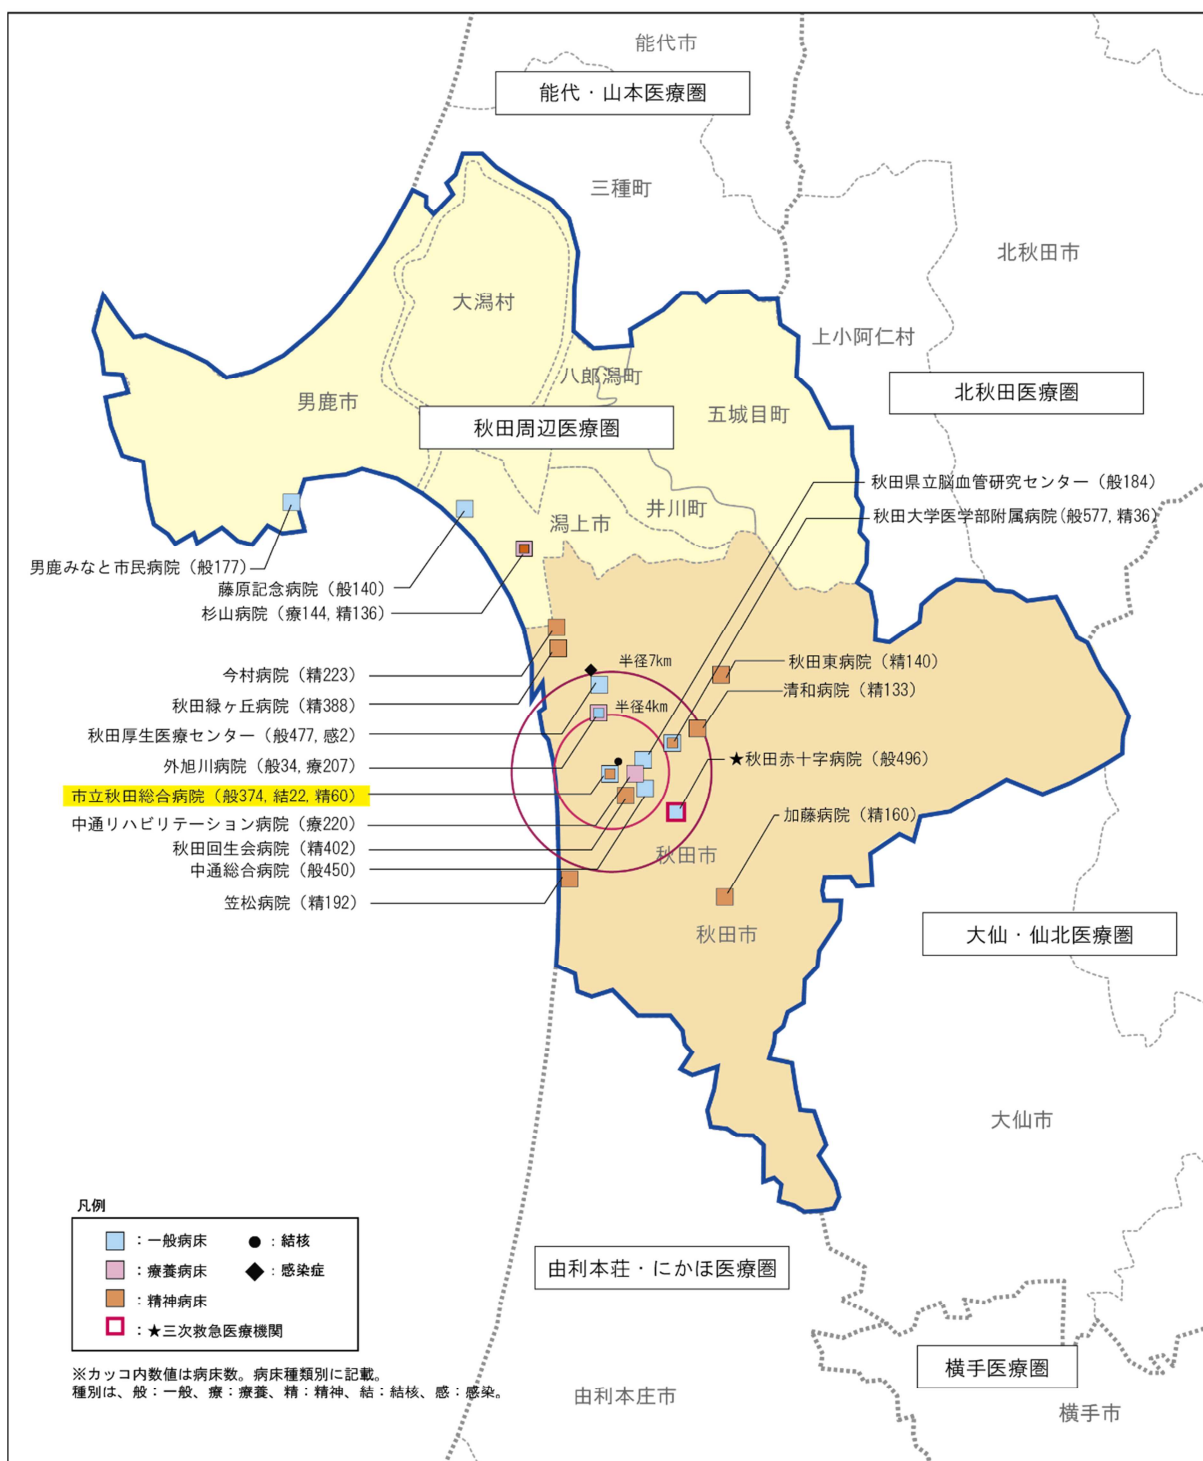 能代市
能代・山本医療圏
三種町
北秋田市
大潟村
上小阿仁村
八郎潟町
北秋田医療圏
男鹿市
五城目町
秋田周辺医療圏
秋田県立脳血管研究センター（般184）
井川町
秋田大学医学部附属病院（般577, 精36）
潟上市
男鹿みなと市民病院（般177）
藤原記念病院（般140）
杉山病院（療144, 精136）
半径7km
秋田東病院（精140）
今村病院（精223）
清和病院（精133）
秋田緑ヶ丘病院（精388）
半径4km
秋田厚生医療センター（般477, 感2）
★秋田赤十字病院（般496）
外旭川病院（般34, 療207）
市立秋田総合病院（般374, 結22, 精60）
加藤病院（精160）
中通リハビリテーション病院（療220）
秋田回生会病院（精402）
秋田市
中通総合病院（般450）
笠松病院（精192）
秋田市
大仙・仙北医療圏
大仙市
凡例
：一般病床
：結核
：療養病床
：感染症
：精神病床
：★三次救急医療機関
由利本荘・にかほ医療圏
横手医療圏
※カッコ内数値は病床数。病床種類別に記載。
種別は、般：一般、療：療養、精：精神、結：結核、感：感染。
由利本庄市
横手市